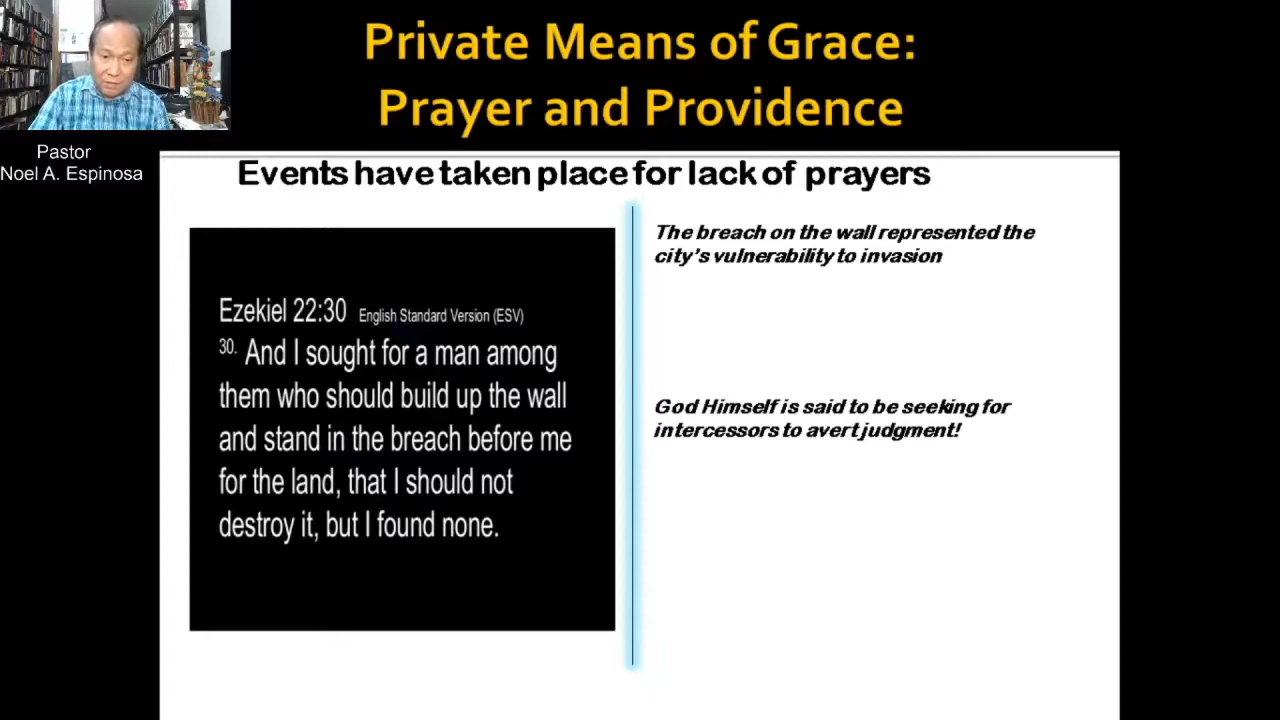 Private Means of Grace:
Prayer and Providence
Pastor
Noel A. Espinosa
Events have taken place for lack of prayers
Ezekiel 22:30 English Standard Version (ESV)
30. And I sought for a man among
them who should build up the wall
and stand in the breach before me
for the land, that I should not
destroy it, but I found none.
The breach on the wall represented the
city's vulnerability to invasion
God Himself is said to be seeking for
intercessors to avert judgment!